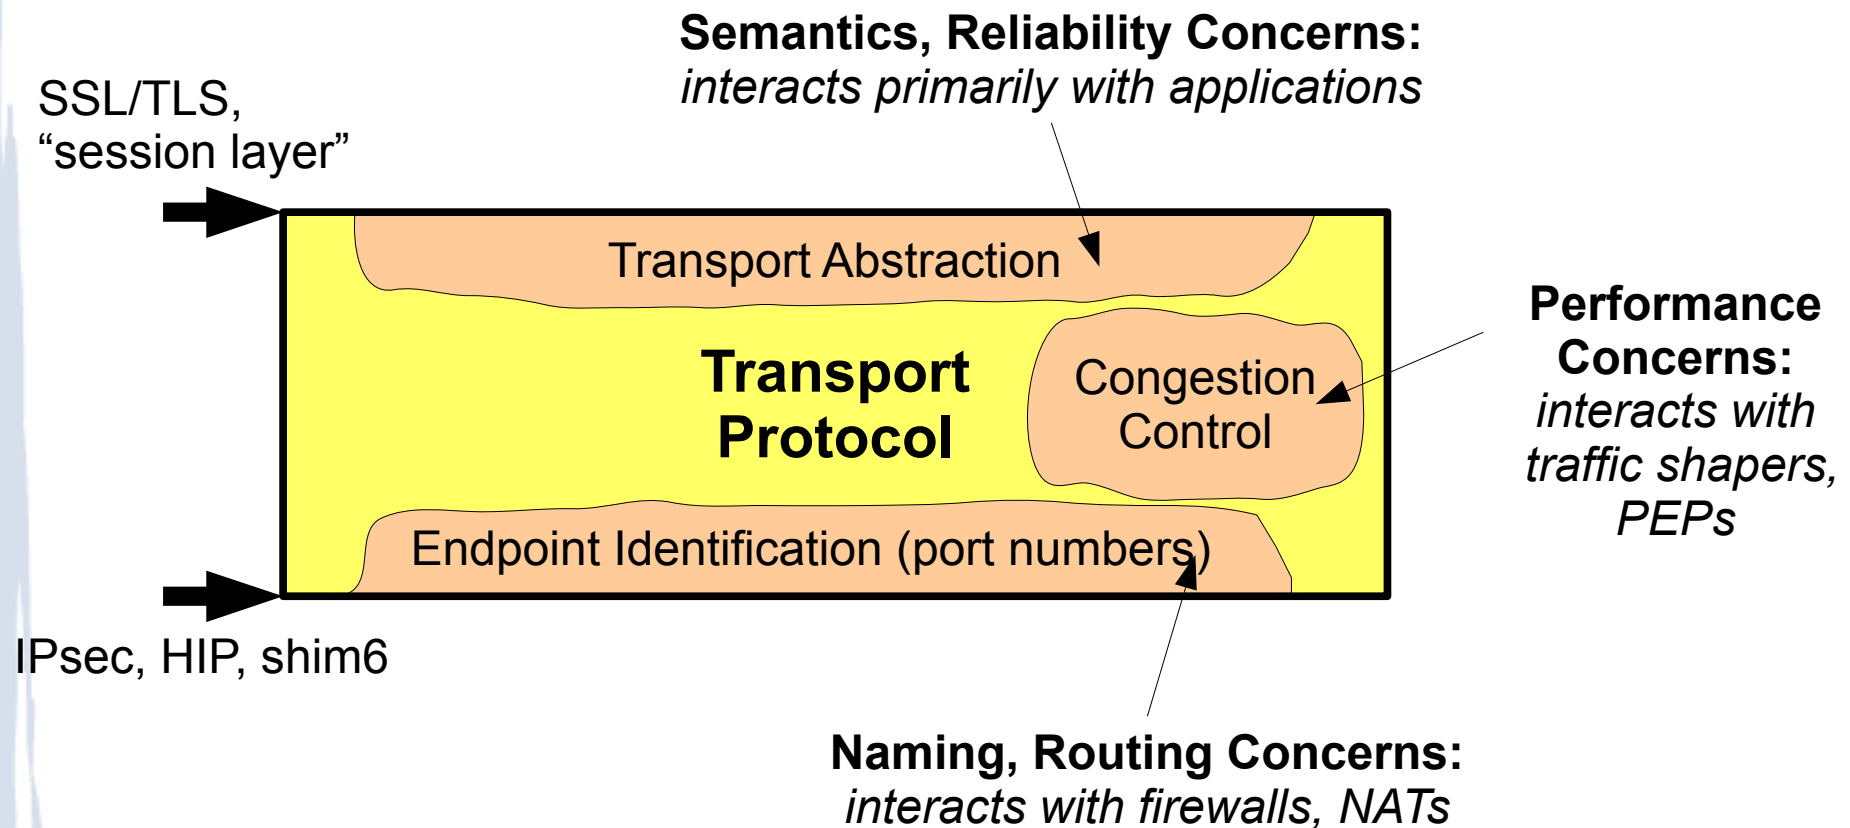 Semantics, Reliability Concerns:
interacts primarily with applications
SSL/TLS,
“session layer”
Transport Abstraction
Performance
Concerns:
interacts with
traffic shapers,
PEPs
Transport
Protocol
Congestion
Control
Endpoint Identification (port numbers)
IPsec, HIP, shim6
Naming, Routing Concerns:
interacts with firewalls, NATs